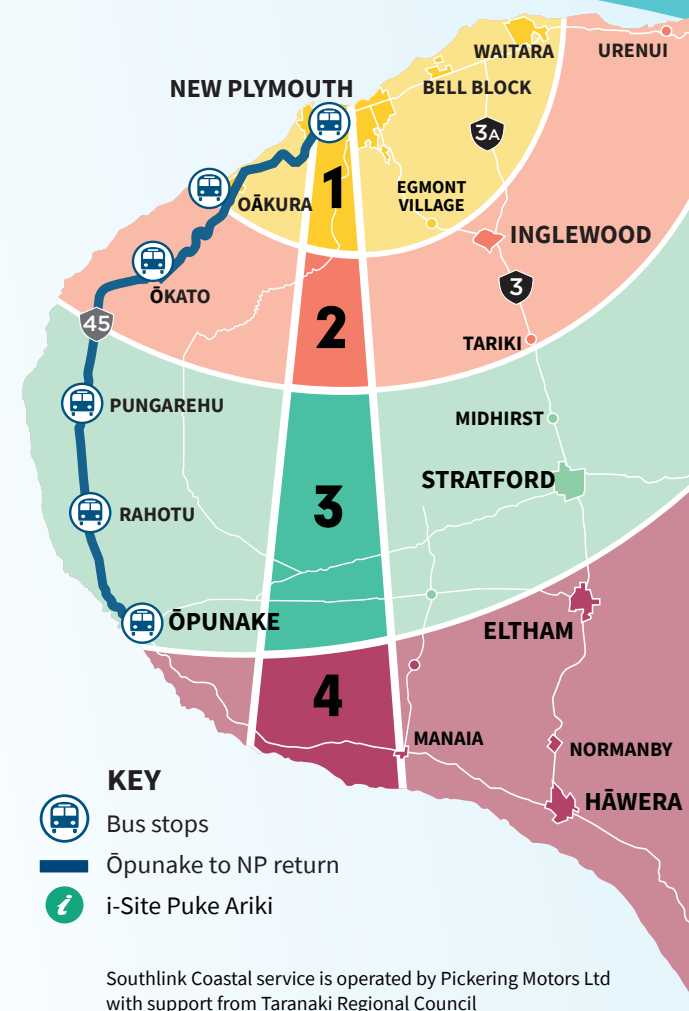 WAITARA
URENUI
NEW PLYMOUTH
BELL BLOCK
3A
1
EGMONT
VILLAGE
OĀKURA
INGLEWOOD
ŌKATO
3
45
2
TARIKI
PUNGAREHU
MIDHIRST
STRATFORD
3
RAHOTU
ŌPUNAKE
ELTHAM
4
MANAIA
NORMANBY
HĀWERA
KEY
Bus stops
Ōpunake to NP return
i
i-Site Puke Ariki
Southlink Coastal service is operated by Pickering Motors Ltd
with support from Taranaki Regional Council